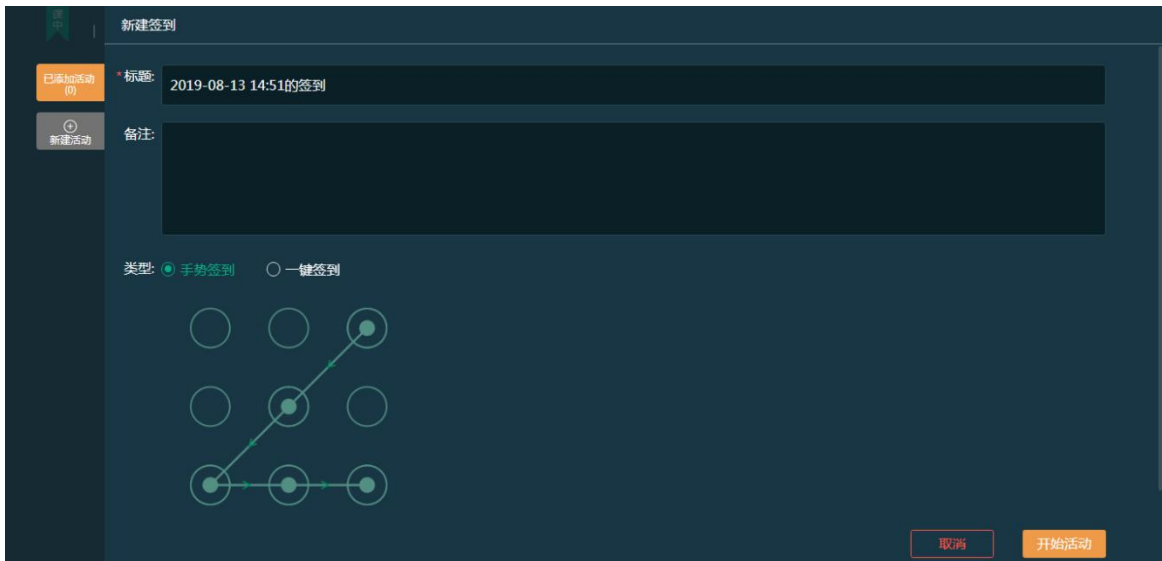 课中
新建签到
已添加活动
(0)
*标题:
2019-08-13 14:51的签到
新建活动
备注:
类型:
手势签到
一键签到
取消
开始活动